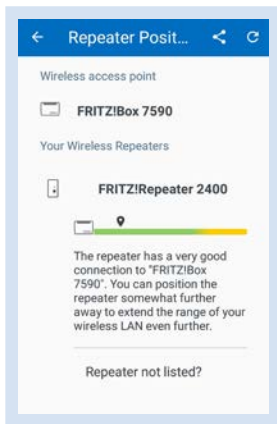 Repeater Posit...
Wireless access point
FRITZ!Box 7590
Your Wireless Repeaters
FRITZ!Repeater 2400
The repeater has a very good
connection to "FRITZ!Box
7590". You can position the
repeater somewhat further
away to extend the range of your
wireless LAN even further.
Repeater not listed?